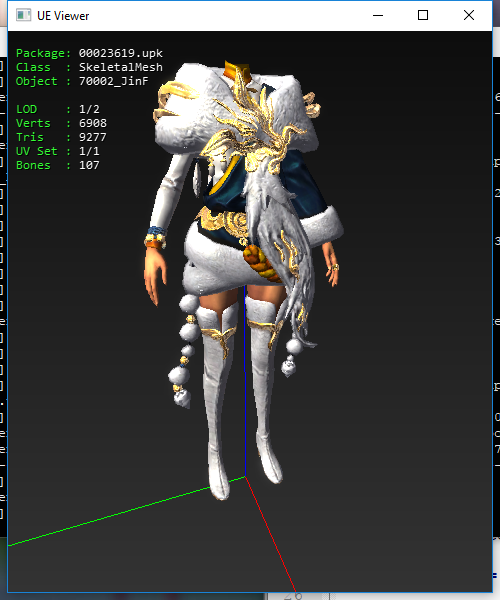 UE Viewer
Package: 00023619.upk
Class : SkeletalMesh
Object : 70002_JinF
LOD : 1/2
Verts : 6908
Tris : 9277
UV Set : 1/1
Bones : 107